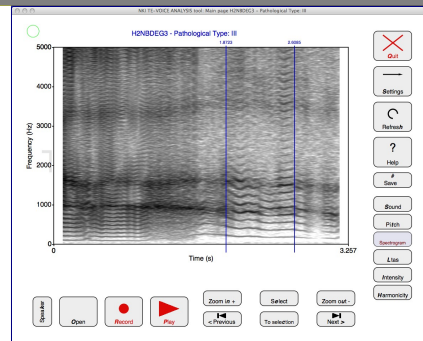 NKI TE-VOICE ANALYSIS tool: Main page H2NBDEG3 - Pathological Type: III
H2NBDEG3 - Pathological Type: III
1.8723
2.6085
5000
4000
3000
2000
1000
0
Frequency (Hz)
0
3.257
Time (s)
Quit
Settings
Refresh
?
Help
Save
Sound
Pitch
Spectrogram
Ltas
Intensity
Harmonicity
Speaker
Open
Record
Play
Zoom in +
Select
Zoom out -
< Previous
To selection
Next >